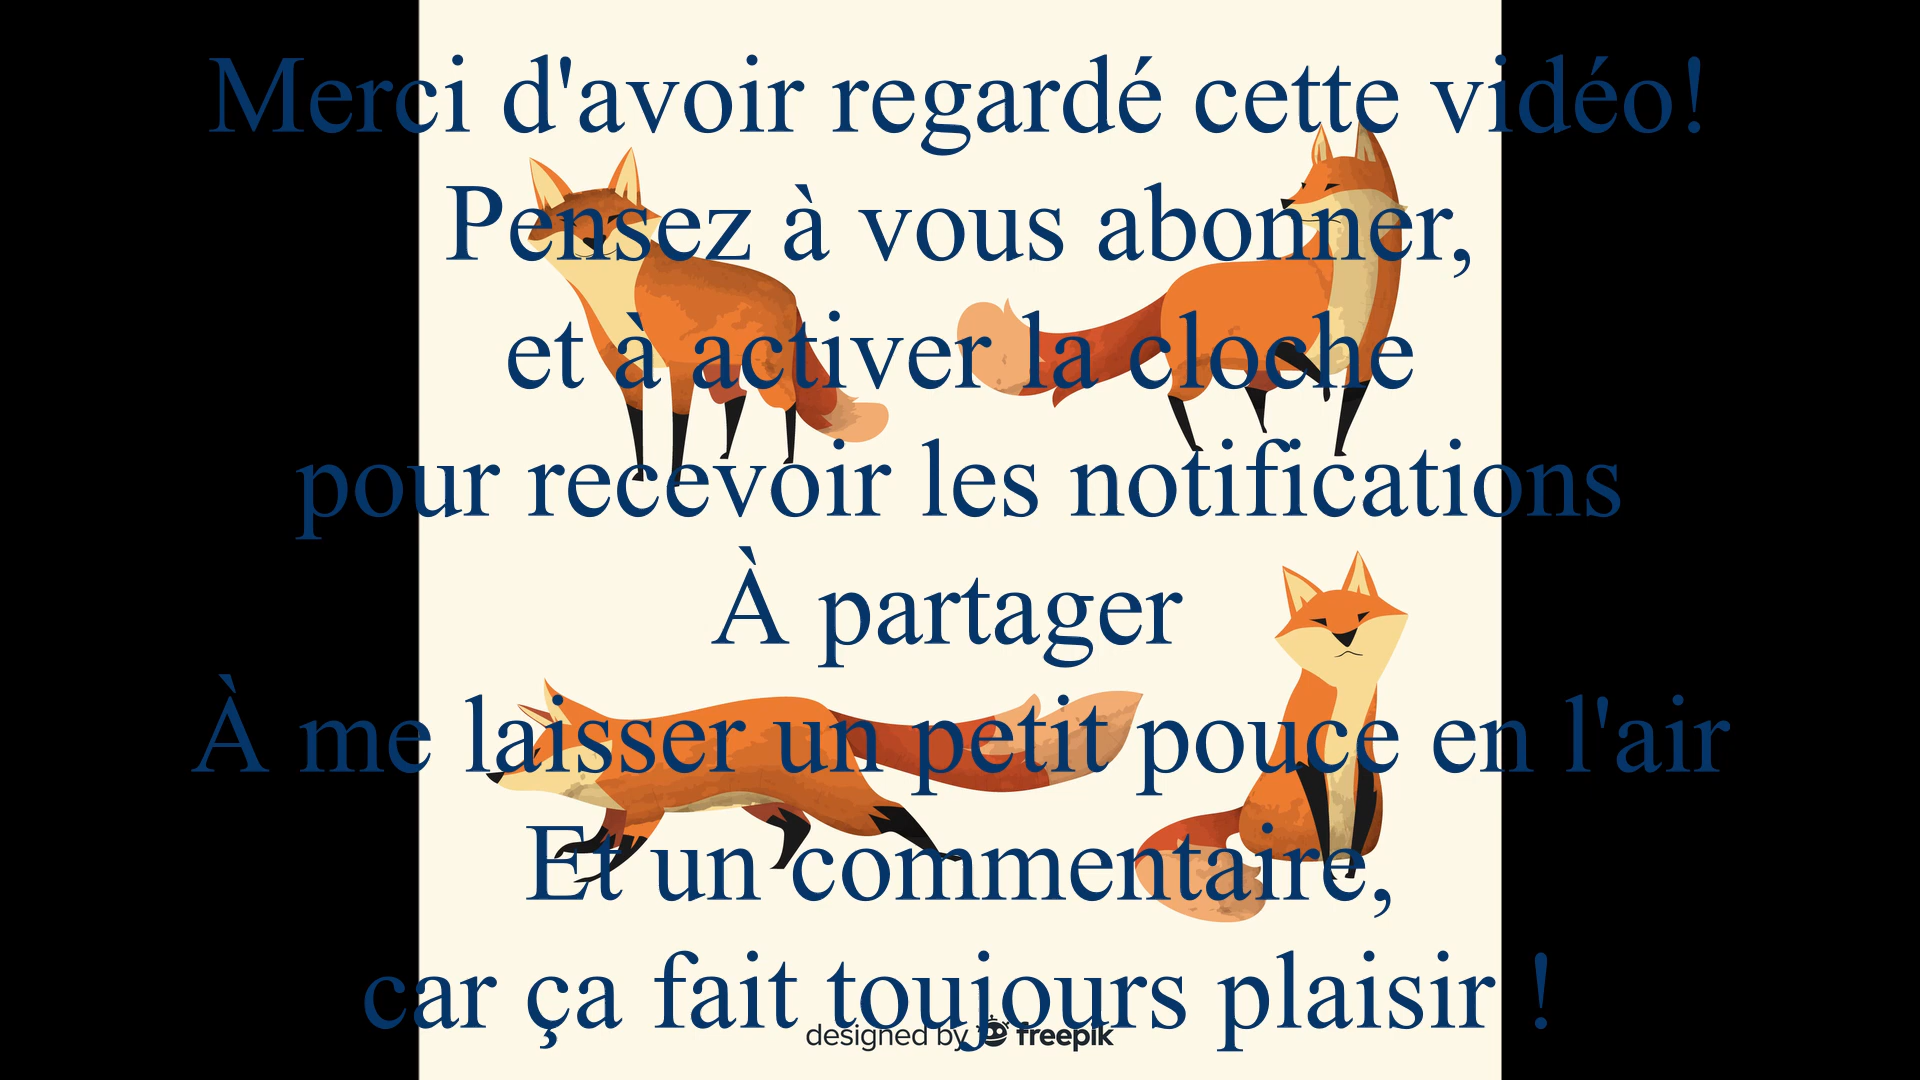 Merci d'avoir regardé cette vidéo!
Pensez à vous abonner,
et à activer la cloche
pour recevoir les notifications
À partager
À me laisser un petit pouce en l'air
Et un commentaire,
car ça fait toujours plaisir !
designed by freepik